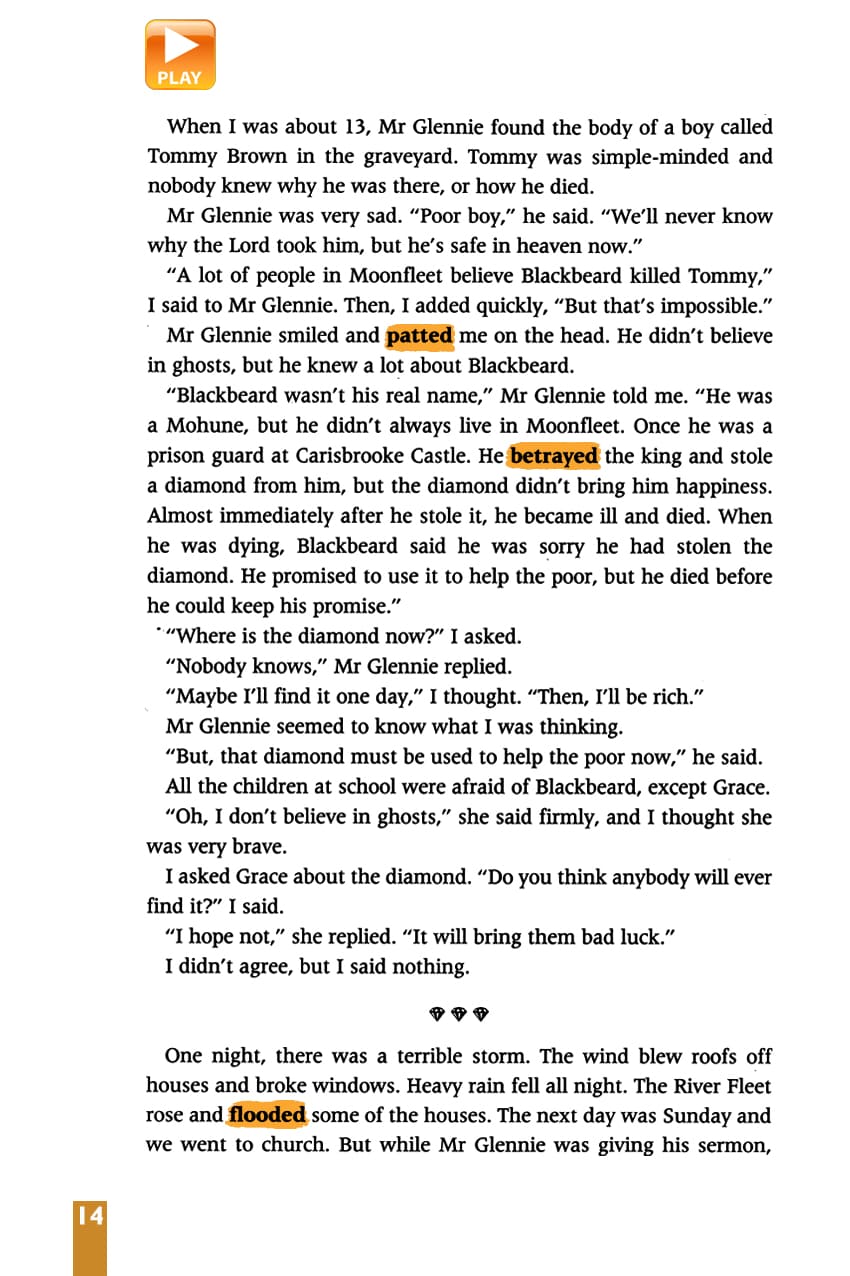 PLAY
When I was about 13, Mr Glennie found the body of a boy called
Tommy Brown in the graveyard. Tommy was simple-minded and
nobody knew why he was there, or how he died.
Mr Glennie was very sad. “Poor boy,” he said. “We’ll never know
why the Lord took him, but he’s safe in heaven now.”
“A lot of people in Moonfleet believe Blackbeard killed Tommy,”
I said to Mr Glennie. Then, I added quickly, “But that’s impossible.”
Mr Glennie smiled and patted me on the head. He didn’t believe
in ghosts, but he knew a lot about Blackbeard.
“Blackbeard wasn’t his real name,” Mr Glennie told me. “He was
a Mohune, but he didn’t always live in Moonfleet. Once he was a
prison guard at Carisbrooke Castle. He betrayed the king and stole
a diamond from him, but the diamond didn’t bring him happiness.
Almost immediately after he stole it, he became ill and died. When
he was dying, Blackbeard said he was sorry he had stolen the
diamond. He promised to use it to help the poor, but he died before
he could keep his promise.”
“Where is the diamond now?” I asked.
“Nobody knows,” Mr Glennie replied.
“Maybe I’ll find it one day,” I thought. “Then, I’ll be rich.”
Mr Glennie seemed to know what I was thinking.
“But, that diamond must be used to help the poor now,” he said.
All the children at school were afraid of Blackbeard, except Grace.
“Oh, I don’t believe in ghosts,” she said firmly, and I thought she
was very brave.
I asked Grace about the diamond. “Do you think anybody will ever
find it?” I said.
“I hope not,” she replied. “It will bring them bad luck.”
I didn’t agree, but I said nothing.
One night, there was a terrible storm. The wind blew roofs off
houses and broke windows. Heavy rain fell all night. The River Fleet
rose and flooded some of the houses. The next day was Sunday and
we went to church. But while Mr Glennie was giving his sermon,
14